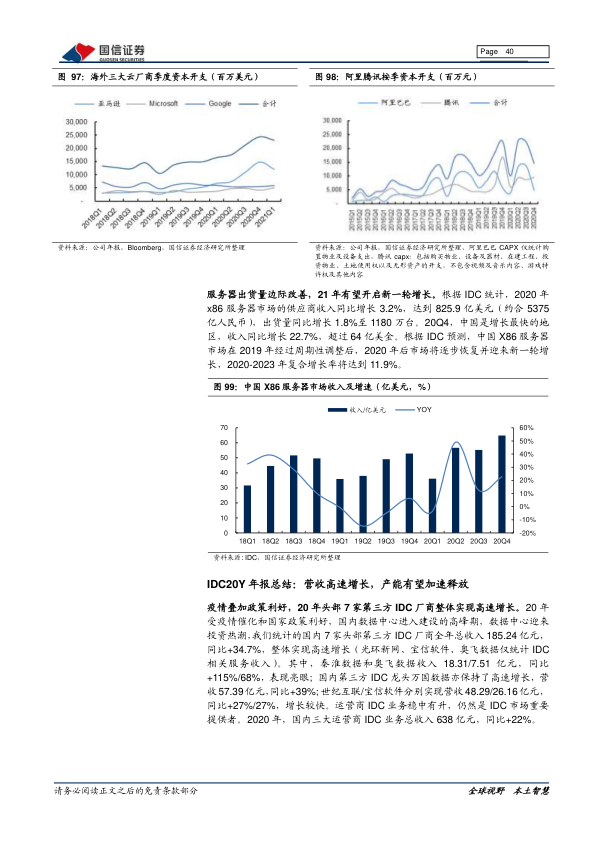 国信证券
GUOSEN SECURITIES
Page 40
图 97：海外三大云厂商季度资本开支（百万美元）
亚马逊 Microsoft Google 合计
30,000
25,000
20,000
15,000
10,000
5,000
-
2018Q1 2018Q2 2018Q3 2018Q4 2019Q1 2019Q2 2019Q3 2019Q4 2020Q1 2020Q2 2020Q3 2020Q4 2021Q1
资料来源：公司年报，Bloomberg，国信证券经济研究所整理
图 98：阿里腾讯按季资本开支（百万元）
阿里巴巴 腾讯 合计
30,000
25,000
20,000
15,000
10,000
5,000
-
资料来源：公司年报，国信证券经济研究所整理，阿里巴巴 CAPX 仅统计购
置物业及设备支出，腾讯 capx：包括购买物业，设备及器材，在建工程、投
资物业、土地使用权以及无形资产的开支，不包含视频及音乐内容、游戏特
许权及其他内容
服务器出货量边际改善，21 年有望开启新一轮增长。根据 IDC 统计，2020 年
x86 服务器市场的供应商收入同比增长 3.2%，达到 825.9 亿美元（约合 5375
亿人民币），出货量同比增长 1.8%至 1180 万台。20Q4，中国是增长最快的地
区，收入同比增长 22.7%，超过 64 亿美金。根据 IDC 预测，中国 X86 服务器
市场在 2019 年经过周期性调整后，2020 年后市场将逐步恢复并迎来新一轮增
长，2020-2023 年复合增长率将达到 11.9%。
图 99：中国 X86 服务器市场收入及增速（亿美元，%）
收入/亿美元 YOY
70 60%
60 50%
50 40%
40 30%
30 20%
20 10%
10 0%
0 -10%
-20%
18Q1 18Q2 18Q3 18Q4 19Q1 19Q2 19Q3 19Q4 20Q1 20Q2 20Q3 20Q4
资料来源：IDC，国信证券经济研究所整理
IDC20Y 年报总结：营收高速增长，产能有望加速释放
疫情叠加政策利好，20 年头部 7 家第三方 IDC 厂商整体实现高速增长。20 年
受疫情催化和国家政策利好，国内数据中心进入建设的高峰期，数据中心迎来
投资热潮，我们统计的国内 7 家头部第三方 IDC 厂商全年总收入 185.24 亿元，
同比+34.7%，整体实现高速增长（光环新网、宝信软件，奥飞数据仅统计 IDC
相关服务收入）。其中，秦淮数据和奥飞数据收入 18.31/7.51 亿元，同比
+115%/68%，表现亮眼；国内第三方 IDC 龙头万国数据亦保持了高速增长，营
收 57.39 亿元，同比+39%；世纪互联/宝信软件分别实现营收 48.29/26.16 亿元，
同比+27%/27%，增长较快。运营商 IDC 业务稳中有升，仍然是 IDC 市场重要
提供者。2020 年，国内三大运营商 IDC 业务总收入 638 亿元，同比+22%。
请务必阅读正文之后的免责条款部分
全球视野 本土智慧